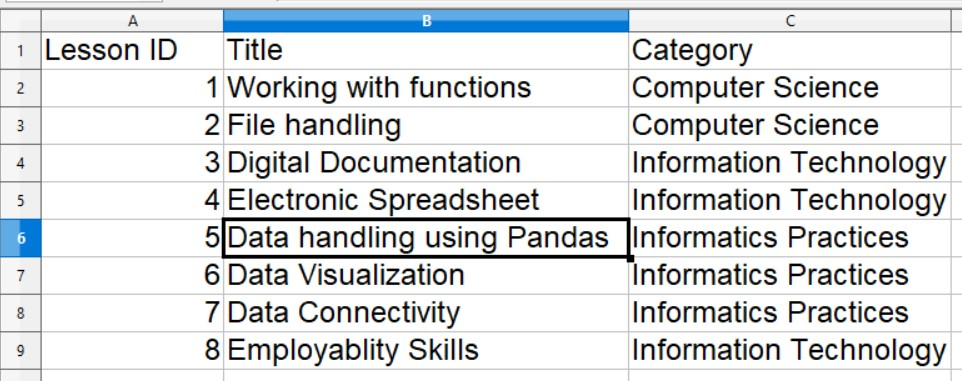 A B C
1 Lesson ID Title Category
2 1 Working with functions Computer Science
3 2 File handling Computer Science
4 3 Digital Documentation Information Technology
5 4 Electronic Spreadsheet Information Technology
6 5 Data handling using Pandas Informatics Practices
7 6 Data Visualization Informatics Practices
8 7 Data Connectivity Informatics Practices
9 8 Employablity Skills Information Technology